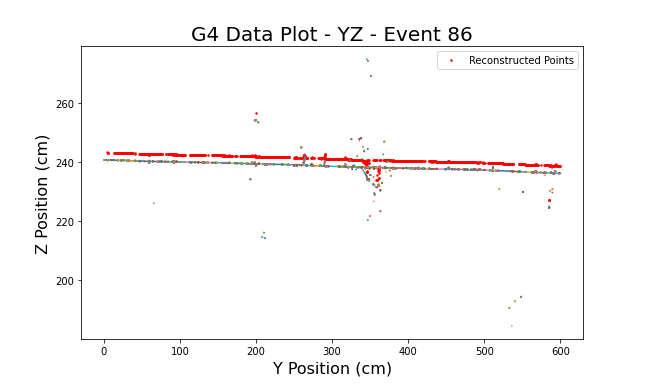 G4 Data Plot - YZ - Event 86
Reconstructed Points
260
240
220
200
Z Position (cm)
0 100 200 300 400 500 600
Y Position (cm)